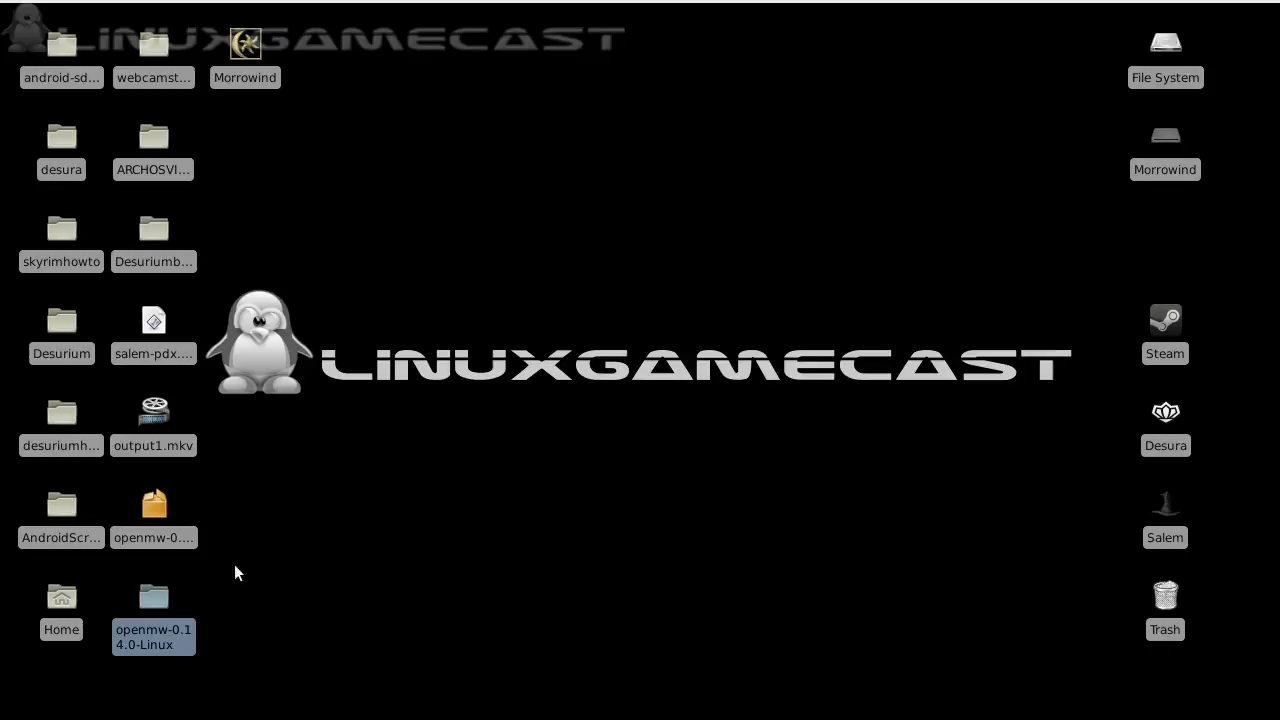 LINUXGAMECAST
android-sd...
webcamst...
Morrowind
File System
desura
ARCHOSVI...
Morrowind
skyrimhowto
Desuriumb...
Desurium
salem-pdx....
LINUXGAMECAST
Steam
desuriumh...
output1.mkv
Desura
AndroidScr...
openmw-0....
Salem
Home
openmw-0.1
4.0-Linux
Trash